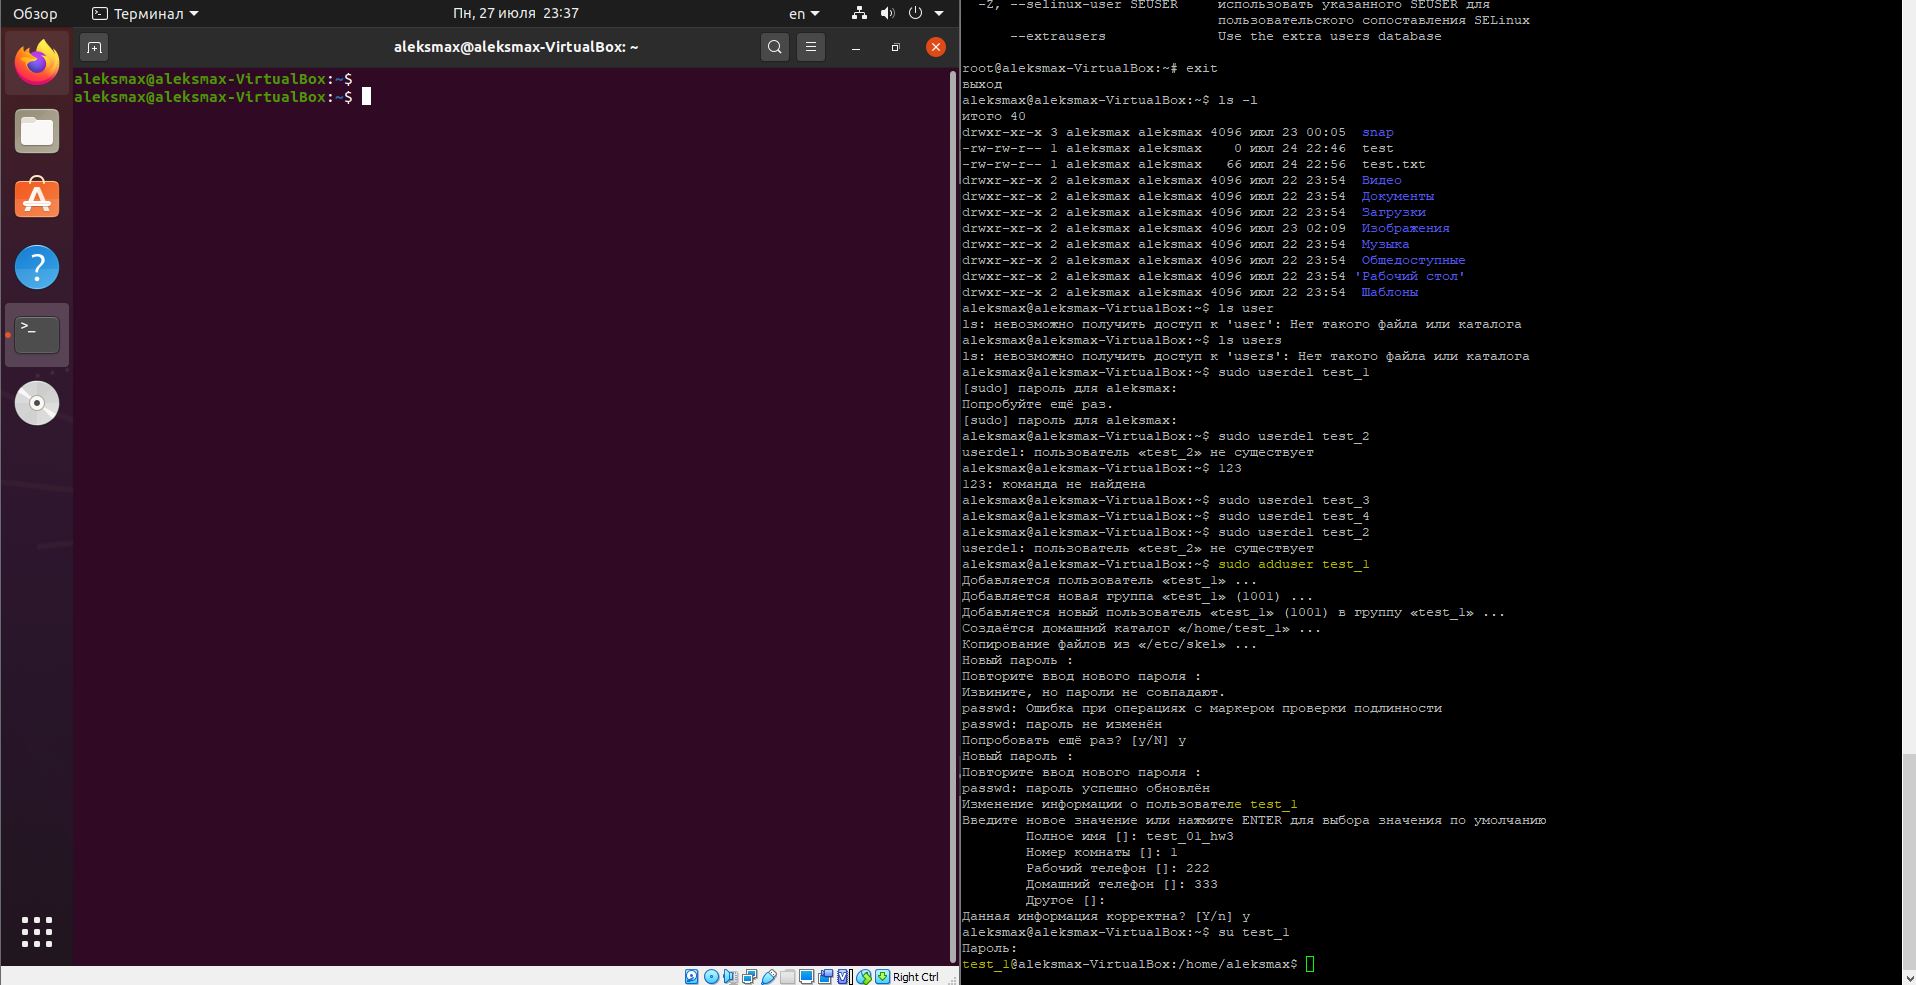 Обзор
Терминал
Пн, 27 июля 23:37
en
aleksmax@aleksmax-VirtualBox: ~
aleksmax@aleksmax-VirtualBox:~$
aleksmax@aleksmax-VirtualBox:~$
Right Ctrl
-Z, --selinux-user SEUSER использовать указанного SEUSER для
пользовательского сопоставления SELinux
--extrausers Use the extra users database
root@aleksmax-VirtualBox:~# exit
выход
aleksmax@aleksmax-VirtualBox:~$ ls -l
итого 40
drwxr-xr-x 3 aleksmax aleksmax 4096 июл 23 00:05 snap
-rw-rw-r-- 1 aleksmax aleksmax 0 июл 24 22:46 test
-rw-rw-r-- 1 aleksmax aleksmax 66 июл 24 22:56 test.txt
drwxr-xr-x 2 aleksmax aleksmax 4096 июл 22 23:54 Видео
drwxr-xr-x 2 aleksmax aleksmax 4096 июл 22 23:54 Документы
drwxr-xr-x 2 aleksmax aleksmax 4096 июл 22 23:54 Загрузки
drwxr-xr-x 2 aleksmax aleksmax 4096 июл 23 02:09 Изображения
drwxr-xr-x 2 aleksmax aleksmax 4096 июл 22 23:54 Музыка
drwxr-xr-x 2 aleksmax aleksmax 4096 июл 22 23:54 Общедоступные
drwxr-xr-x 2 aleksmax aleksmax 4096 июл 22 23:54 'Рабочий стол'
drwxr-xr-x 2 aleksmax aleksmax 4096 июл 22 23:54 Шаблоны
aleksmax@aleksmax-VirtualBox:~$ ls user
ls: невозможно получить доступ к 'user': Нет такого файла или каталога
aleksmax@aleksmax-VirtualBox:~$ ls users
ls: невозможно получить доступ к 'users': Нет такого файла или каталога
aleksmax@aleksmax-VirtualBox:~$ sudo userdel test_1
[sudo] пароль для aleksmax:
Попробуйте ещё раз.
[sudo] пароль для aleksmax:
aleksmax@aleksmax-VirtualBox:~$ sudo userdel test_2
userdel: пользователь «test_2» не существует
aleksmax@aleksmax-VirtualBox:~$ 123
123: команда не найдена
aleksmax@aleksmax-VirtualBox:~$ sudo userdel test_3
aleksmax@aleksmax-VirtualBox:~$ sudo userdel test_4
aleksmax@aleksmax-VirtualBox:~$ sudo userdel test_2
userdel: пользователь «test_2» не существует
aleksmax@aleksmax-VirtualBox:~$ sudo adduser test_1
Добавляется пользователь «test_1» ...
Добавляется новая группа «test_1» (1001) ...
Добавляется новый пользователь «test_1» (1001) в группу «test_1» ...
Создаётся домашний каталог «/home/test_1» ...
Копирование файлов из «/etc/skel» ...
Новый пароль :
Повторите ввод нового пароля :
Извините, но пароли не совпадают.
passwd: Ошибка при операциях с маркером проверки подлинности
passwd: пароль не изменён
Попробовать ещё раз? [y/N] y
Новый пароль :
Повторите ввод нового пароля :
passwd: пароль успешно обновлён
Изменение информации о пользователе test_1
Введите новое значение или нажмите ENTER для выбора значения по умолчанию
Полное имя []: test_01_hw3
Номер комнаты []: 1
Рабочий телефон []: 222
Домашний телефон []: 333
Другое []:
Данная информация корректна? [Y/n] y
aleksmax@aleksmax-VirtualBox:~$ su test_1
Пароль:
test_1@aleksmax-VirtualBox:/home/aleksmax$